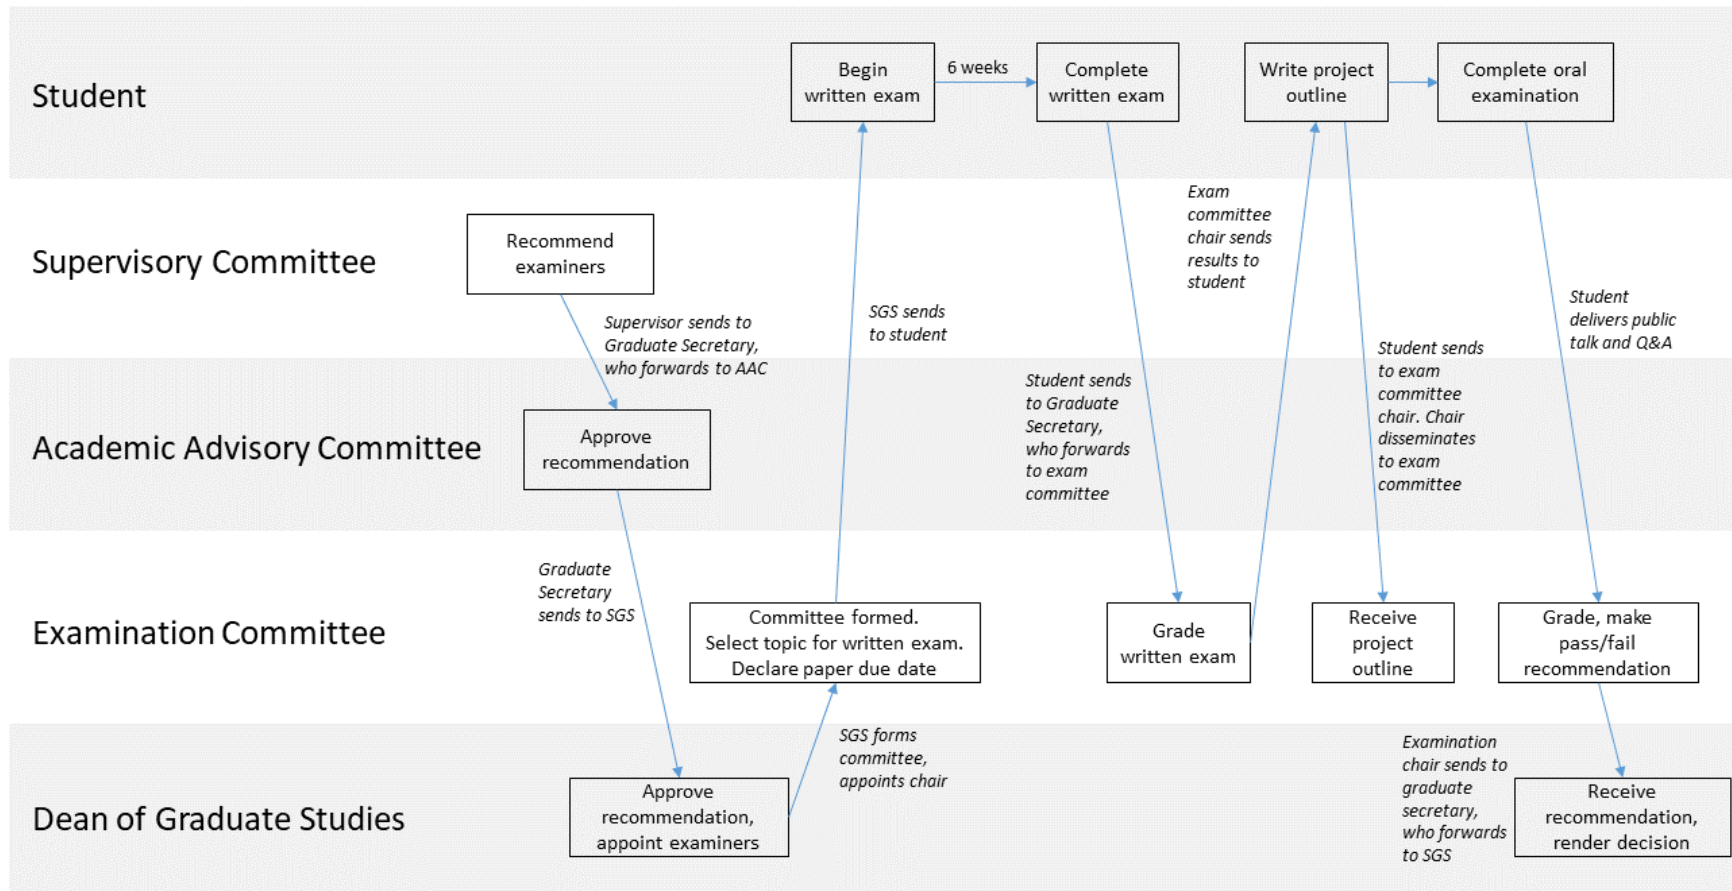 Student
Begin
written exam
6 weeks
Complete
written exam
Write project
outline
Complete oral
examination
Supervisory Committee
Recommend
examiners
Supervisor sends to
Graduate Secretary,
who forwards to AAC
SGS sends
to student
Exam
committee
chair sends
results to
student
Student
delivers public
talk and Q&A
Academic Advisory Committee
Approve
recommendation
Student sends
to Graduate
Secretary,
who forwards
to exam
committee
Student sends
to exam
committee
chair. Chair
disseminates
to exam
committee
Graduate
Secretary
sends to SGS
Examination Committee
Committee formed.
Select topic for written exam.
Declare paper due date
Grade
written exam
Receive
project
outline
Grade, make
pass/fail
recommendation
SGS forms
committee,
appoints chair
Examination
chair sends to
graduate
secretary,
who forwards
to SGS
Dean of Graduate Studies
Approve
recommendation,
appoint examiners
Receive
recommendation,
render decision